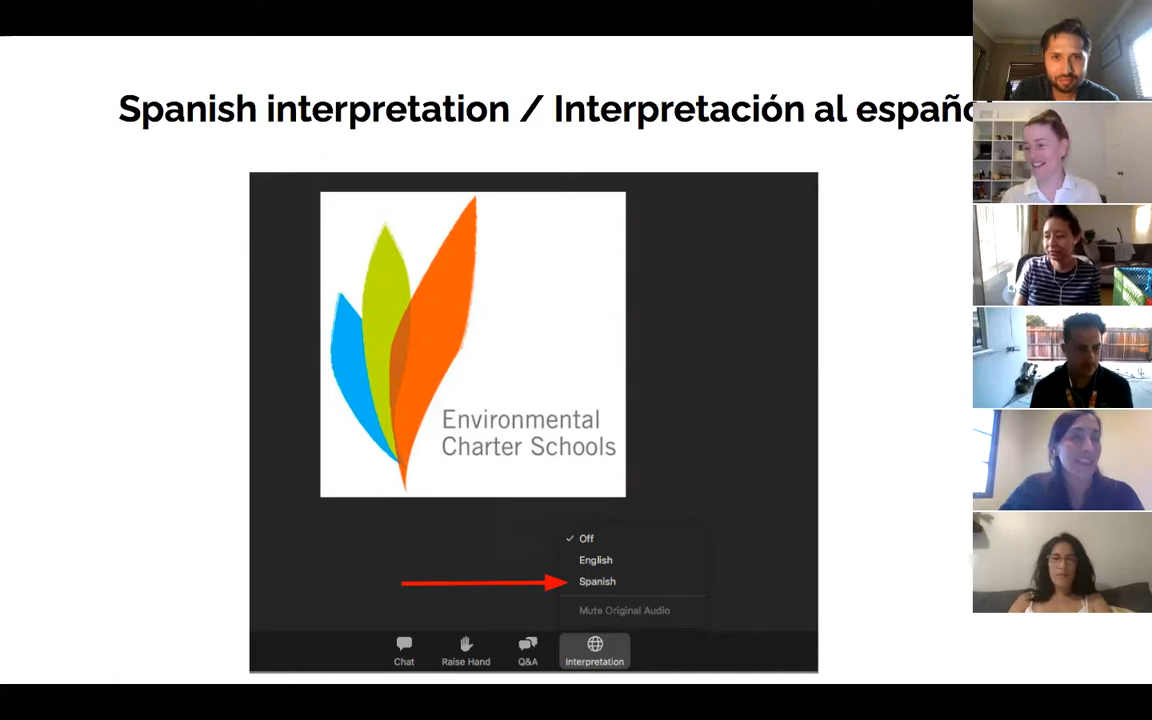 Spanish interpretation / Interpretación al españo
Environmental
Charter Schools
Off
English
Spanish
Mute Original Audio
Chat
Raise Hand
Q&A
Interpretation